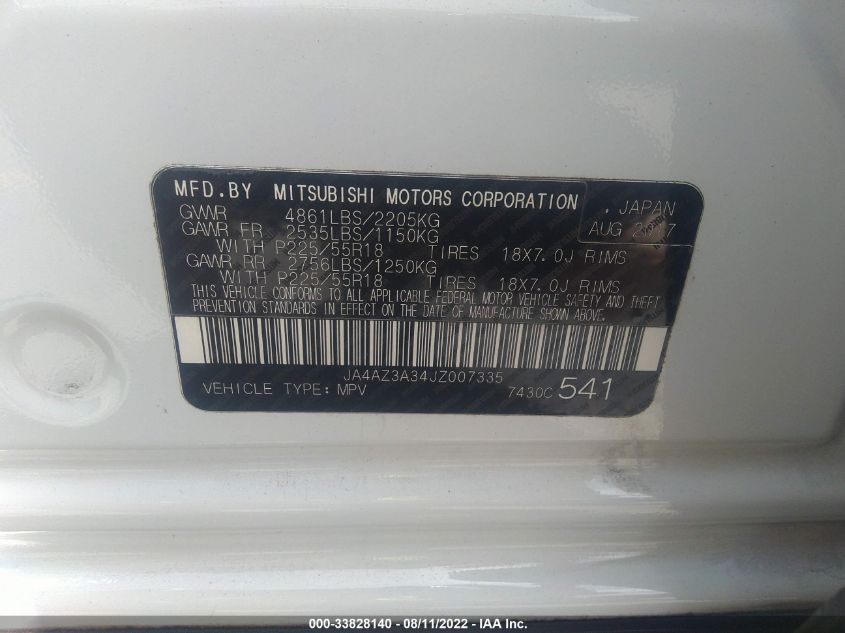 MFD.BY MITSUBISHI MOTORS CORPORATION , JAPAN
GVWR 4861LBS/2205KG AUG 2017
GAWR FR 2535LBS/1150KG
WITH P225/55R18 TIRES 18X7.0J RIMS
GAWR RR 2756LBS/1250KG
WITH P225/55R18 TIRES 18X7.0J RIMS
THIS VEHICLE CONFORMS TO ALL APPLICABLE FEDERAL MOTOR VEHICLE SAFETY AND THEFT
PREVENTION STANDARDS IN EFFECT ON THE DATE OF MANUFACTURE SHOWN ABOVE.
JA4AZ3A34JZ007335
VEHICLE TYPE: MPV 7430C 541
000-33828140 - 08/11/2022 - IAA Inc.